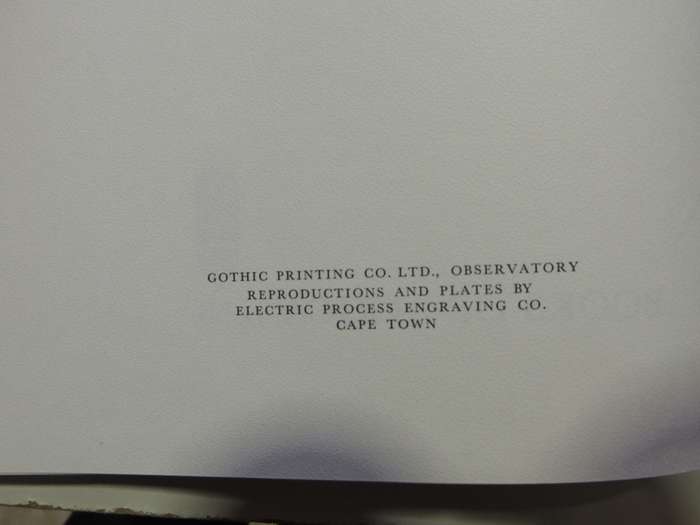 GOTHIC PRINTING CO. LTD., OBSERVATORY
REPRODUCTIONS AND PLATES BY
ELECTRIC PROCESS ENGRAVING CO.
CAPE TOWN